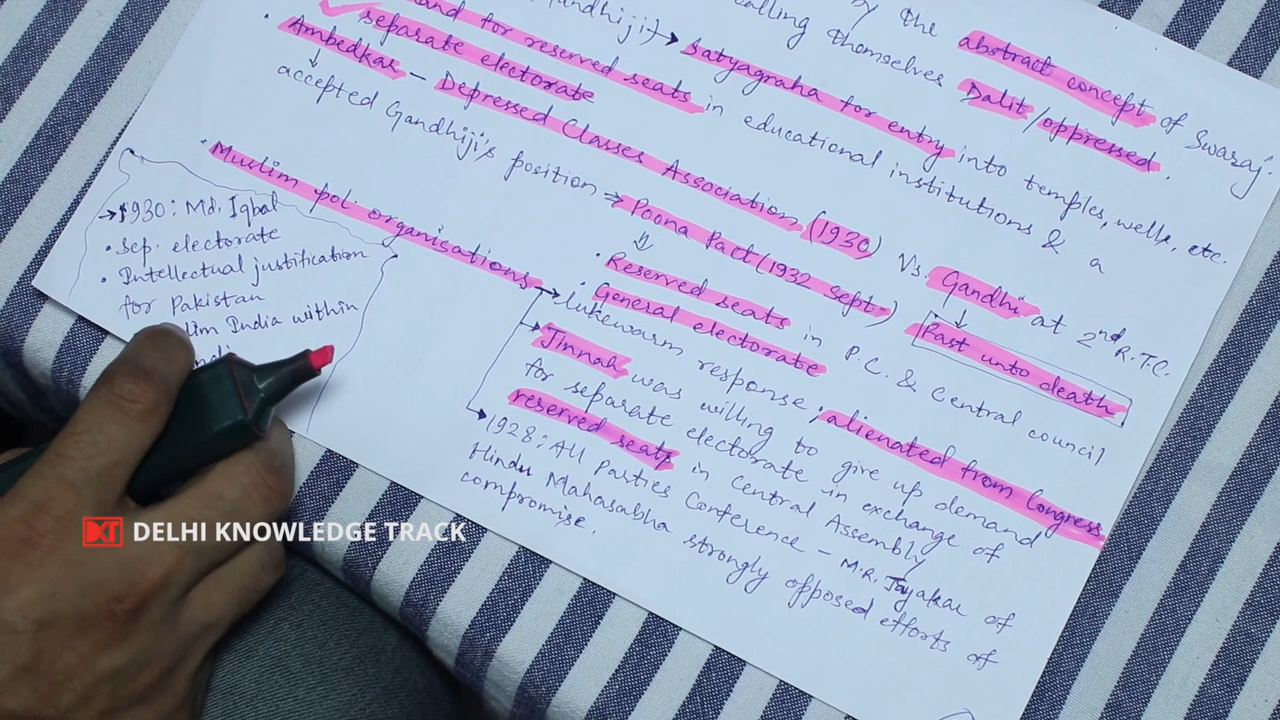 by the abstract concept of Swaraj.
calling themselves Dalit/oppressed.
Gandhiji) → Satyagraha for entry into temples, wells, etc.
and for reserved seats in educational institutions & a
separate electorate
• Ambedkar – Depressed Classes Association (1930) Vs. Gandhi at 2nd R.T.C.
accepted Gandhiji's position ⇒ Poona Pact (1932 Sept.)
Fast unto death
• Reserved seats in P.C. & Central council
• General electorate
• Muslim pol. organisations → Lukewarm response; alienated from Congress.
→ Jinnah was willing to give up demand
for separate electorate in exchange of
reserved seats in Central Assembly
→ 1928: All Parties Conference – M.R. Jayakar of
Hindu Mahasabha strongly opposed efforts of
compromise.
→ 1930: Md. Iqbal
• Sep. electorate
• Intellectual justification
for Pakistan
India within
DKT DELHI KNOWLEDGE TRACK